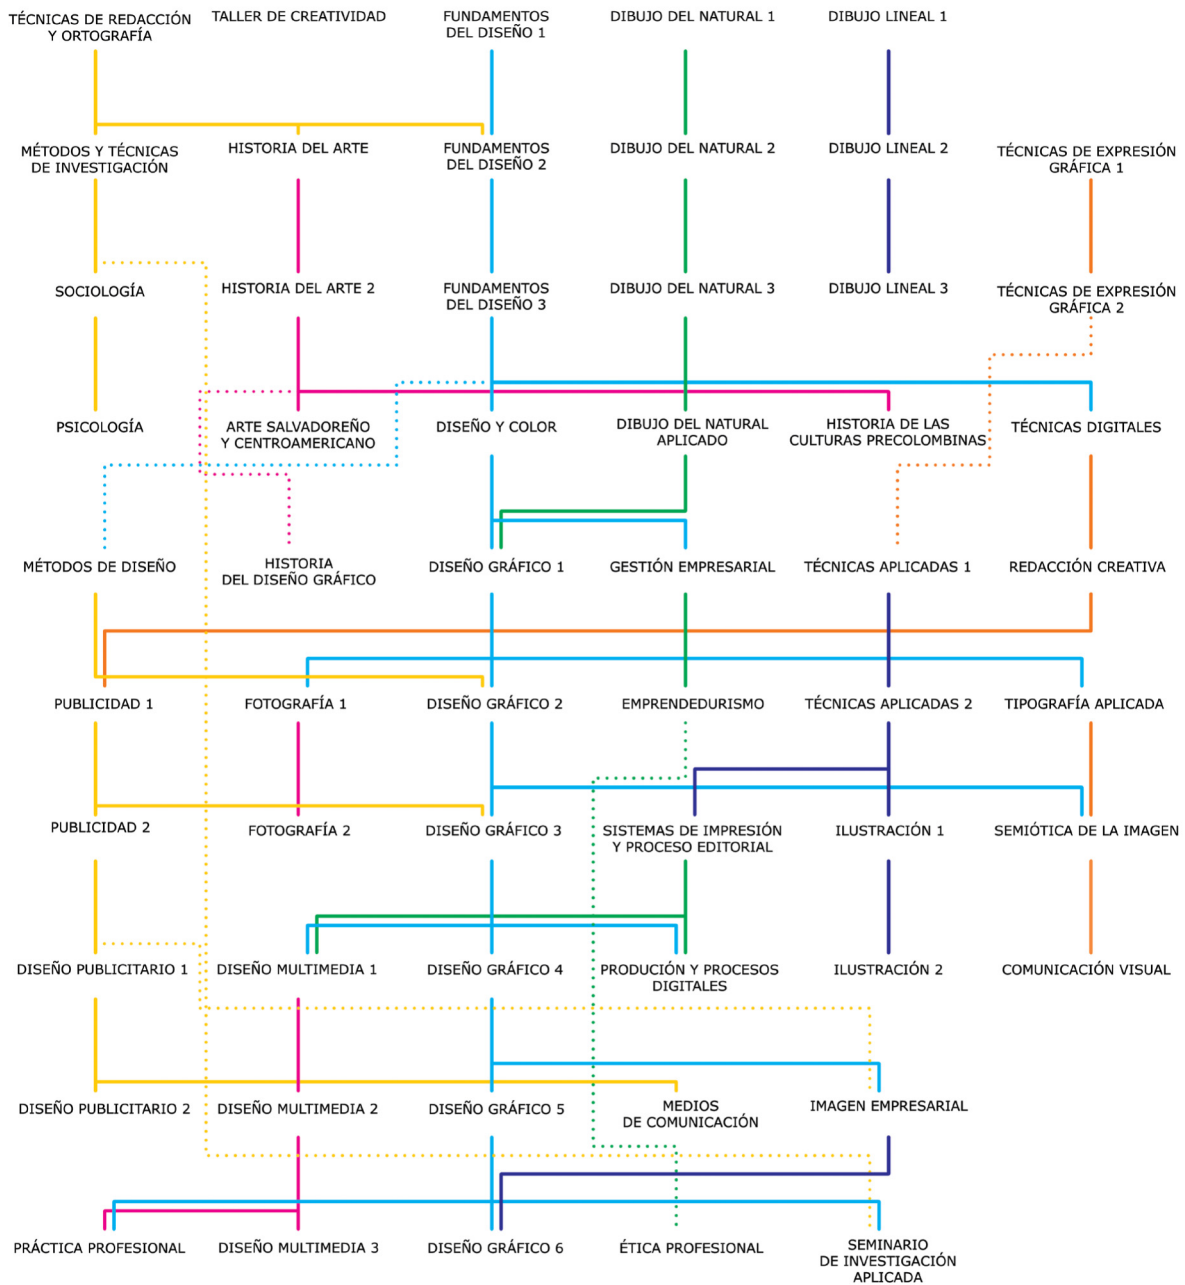 TÉCNICAS DE REDACCIÓN
Y ORTOGRAFÍA
TALLER DE CREATIVIDAD
FUNDAMENTOS
DEL DISEÑO 1
DIBUJO DEL NATURAL 1
DIBUJO LINEAL 1
MÉTODOS Y TÉCNICAS
DE INVESTIGACIÓN
HISTORIA DEL ARTE
FUNDAMENTOS
DEL DISEÑO 2
DIBUJO DEL NATURAL 2
DIBUJO LINEAL 2
TÉCNICAS DE EXPRESIÓN
GRÁFICA 1
SOCIOLOGÍA
HISTORIA DEL ARTE 2
FUNDAMENTOS
DEL DISEÑO 3
DIBUJO DEL NATURAL 3
DIBUJO LINEAL 3
TÉCNICAS DE EXPRESIÓN
GRÁFICA 2
PSICOLOGÍA
ARTE SALVADOREÑO
Y CENTROAMERICANO
DISEÑO Y COLOR
DIBUJO DEL NATURAL
APLICADO
HISTORIA DE LAS
CULTURAS PRECOLOMBINAS
TÉCNICAS DIGITALES
MÉTODOS DE DISEÑO
HISTORIA
DEL DISEÑO GRÁFICO
DISEÑO GRÁFICO 1
GESTIÓN EMPRESARIAL
TÉCNICAS APLICADAS 1
REDACCIÓN CREATIVA
PUBLICIDAD 1
FOTOGRAFÍA 1
DISEÑO GRÁFICO 2
EMPRENDEDURISMO
TÉCNICAS APLICADAS 2
TIPOGRAFÍA APLICADA
PUBLICIDAD 2
FOTOGRAFÍA 2
DISEÑO GRÁFICO 3
SISTEMAS DE IMPRESIÓN
Y PROCESO EDITORIAL
ILUSTRACIÓN 1
SEMIÓTICA DE LA IMAGEN
DISEÑO PUBLICITARIO 1
DISEÑO MULTIMEDIA 1
DISEÑO GRÁFICO 4
PRODUCIÓN Y PROCESOS
DIGITALES
ILUSTRACIÓN 2
COMUNICACIÓN VISUAL
DISEÑO PUBLICITARIO 2
DISEÑO MULTIMEDIA 2
DISEÑO GRÁFICO 5
MEDIOS
DE COMUNICACIÓN
IMAGEN EMPRESARIAL
PRÁCTICA PROFESIONAL
DISEÑO MULTIMEDIA 3
DISEÑO GRÁFICO 6
ÉTICA PROFESIONAL
SEMINARIO
DE INVESTIGACIÓN
APLICADA